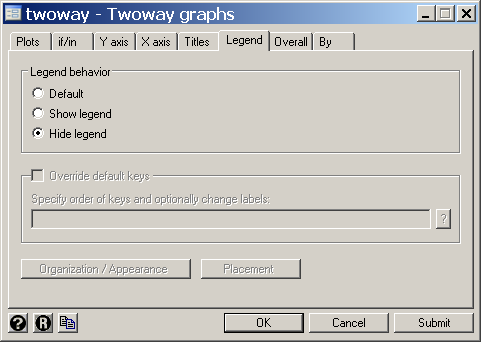 twoway - Twoway graphs
Plots if/in Y axis X axis Titles Legend Overall By
Legend behavior
Default
Show legend
Hide legend
Override default keys
Specify order of keys and optionally change labels:
?
Organization / Appearance Placement
? R OK Cancel Submit